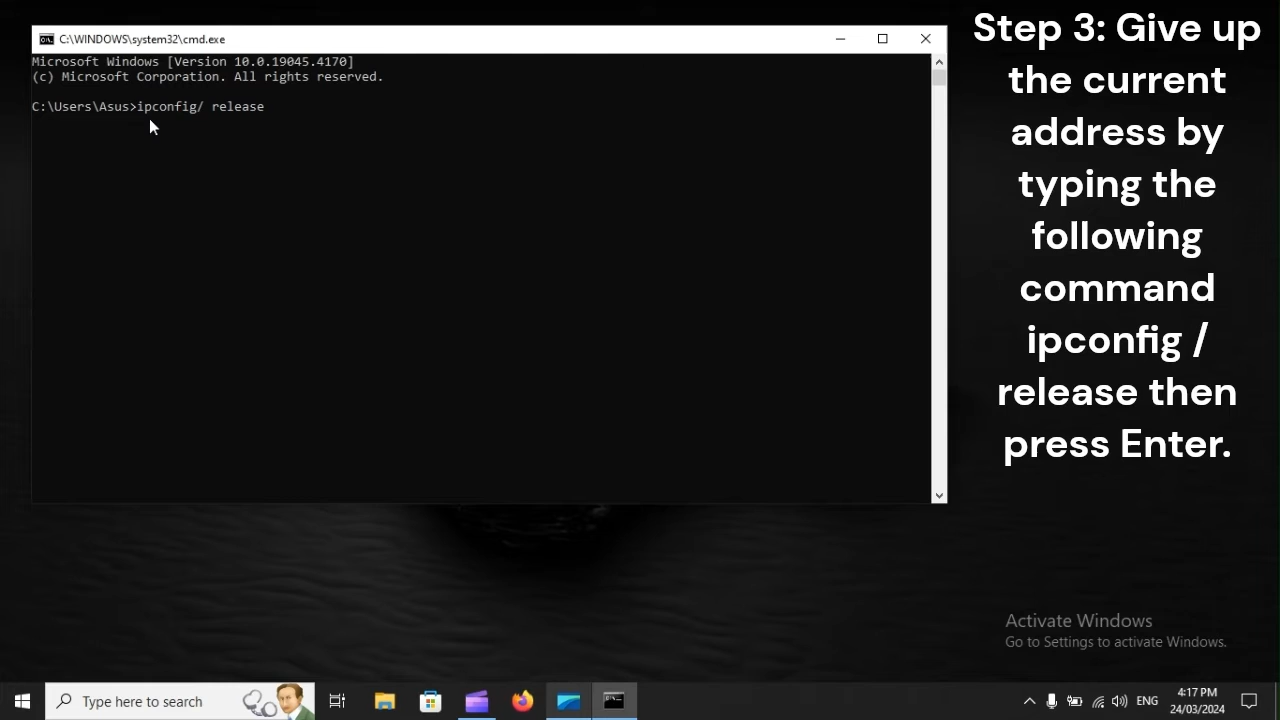 C:\WINDOWS\system32\cmd.exe
Microsoft Windows [Version 10.0.19045.4170]
(c) Microsoft Corporation. All rights reserved.
C:\Users\Asus>ipconfig/ release
Step 3: Give up
the current
address by
typing the
following
command
ipconfig /
release then
press Enter.
Activate Windows
Go to Settings to activate Windows.
Type here to search
ENG
4:17 PM
24/03/2024